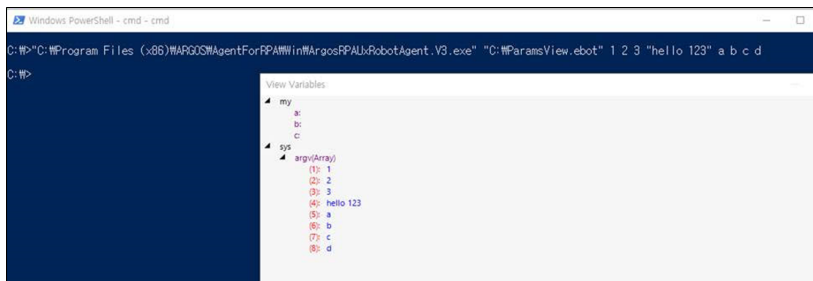 Windows PowerShell - cmd - cmd
C:₩>"C:₩Program Files (x86)₩ARGOS₩AgentForRPA₩Win₩ArgosRPAUxRobotAgent.V3.exe" "C:₩ParamsView.ebot" 1 2 3 "hello 123" a b c d
C:₩>
View Variables
my
a:
b:
c:
sys
argv(Array)
(1): 1
(2): 2
(3): 3
(4): hello 123
(5): a
(6): b
(7): c
(8): d